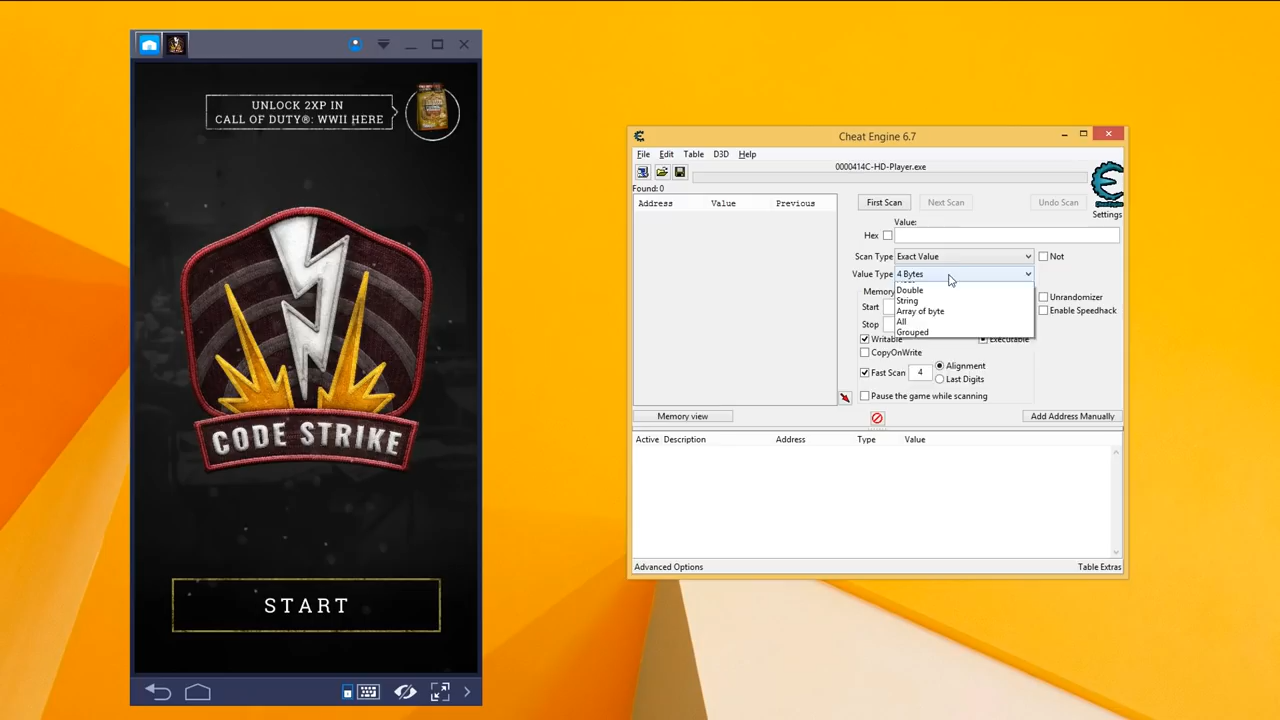 UNLOCK 2XP IN
CALL OF DUTY®: WWII HERE
CODE STRIKE
START
Cheat Engine 6.7
File Edit Table D3D Help
0000414C-HD-Player.exe
Found: 0
Address Value Previous
First Scan Next Scan Undo Scan
Settings
Value:
Hex
Scan Type Exact Value Not
Value Type 4 Bytes
Double
String
Array of byte
All
Grouped
Memory
Start
Stop
Unrandomizer
Enable Speedhack
Writable Executable
CopyOnWrite
Fast Scan 4 Alignment
Last Digits
Pause the game while scanning
Memory view Add Address Manually
Active Description Address Type Value
Advanced Options Table Extras